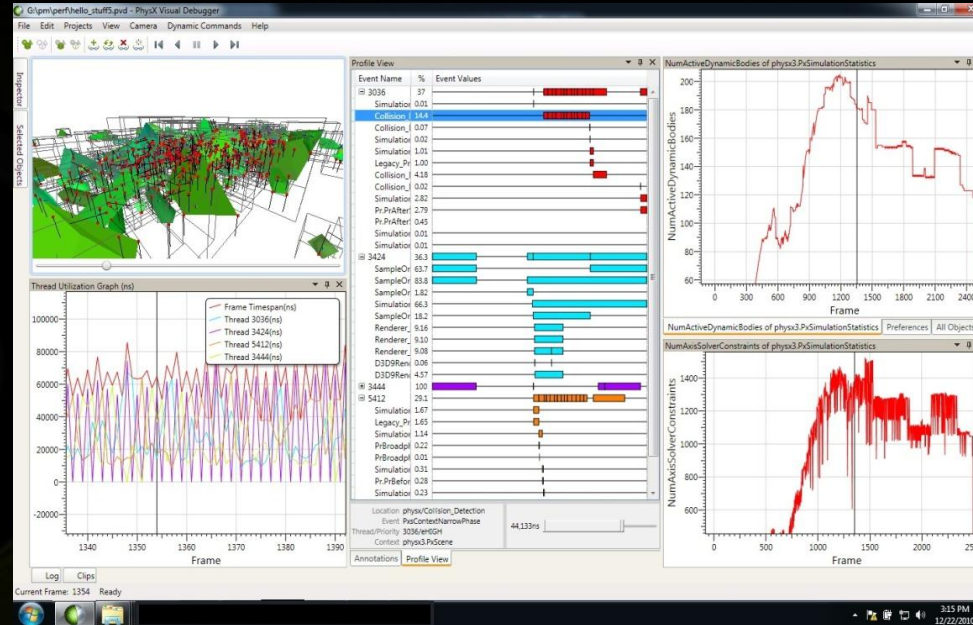 G:\pm\perf\hello_stuff5.pvd - PhysX Visual Debugger
File Edit Projects View Camera Dynamic Commands Help
Inspector
Selected Objects
Profile View
Event Name % Event Values
3036 37
Simulation 0.01
Collision_ 14.4
Collision_ 0.07
Simulation 0.02
Simulation 1.01
Legacy_Pr 1.00
Collision_ 4.18
Collision_ 0.02
Simulation 2.82
Pr.PrAfter 2.79
Pr.PrAfter 0.45
Simulation 0.01
Simulation 0.01
3424 36.3
SampleOr 63.7
SampleOr 83.8
SampleOr 1.82
Simulation 66.3
SampleOr 18.2
Renderer_ 9.16
Renderer_ 9.10
Renderer_ 9.08
D3D9Ren 0.06
D3D9Ren 4.57
3444 100
5412 29.1
Simulation 1.67
Legacy_Pr 1.65
Simulation 1.14
PrBroadpl 0.22
PrBroadpl 0.01
Simulation 0.31
Pr.PrBefor 0.28
Simulation 0.23
Location physx/Collision_Detection
Event PxsContextNarrowPhase
Thread/Priority 3036/eHIGH
Context physx3.PxScene
44,133ns
Annotations Profile View
Thread Utilization Graph (ns)
Frame Timespan(ns)
Thread 3036(ns)
Thread 3424(ns)
Thread 5412(ns)
Thread 3444(ns)
100000
80000
60000
40000
20000
0
-20000
1340 1350 1360 1370 1380 1390
Frame
Log Clips
NumActiveDynamicBodies of physx3.PxSimulationStatistics
NumActiveDynamicBodies
200
180
160
140
120
100
80
60
0 300 600 900 1200 1500 1800 2100
Frame
NumActiveDynamicBodies of physx3.PxSimulationStatistics Preferences All Objects
NumAxisSolverConstraints of physx3.PxSimulationStatistics
NumAxisSolverConstraints
1400
1200
1000
800
600
0 500 1000 1500 2000
Frame
Current Frame: 1354 Ready
3:15 PM